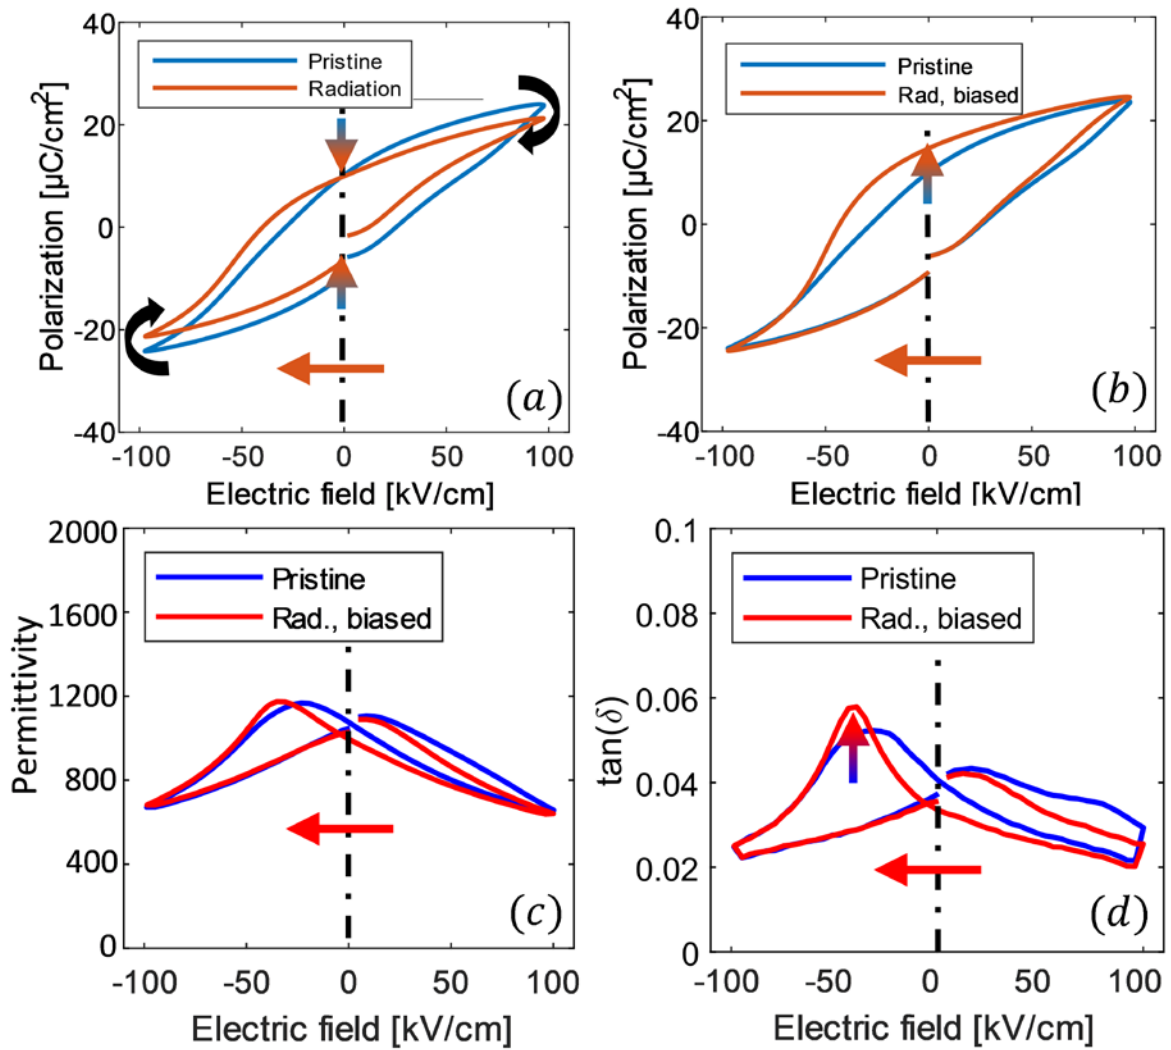 40
20
0
-20
-40
Polarization [μC/cm²]
Pristine
Radiation
(a)
-100 -50 0 50 100
Electric field [kV/cm]
40
20
0
-20
-40
Polarization [μC/cm²]
Pristine
Rad, biased
(b)
-100 -50 0 50 100
Electric field [kV/cm]
2000
1600
1200
800
400
0
Permittivity
Pristine
Rad., biased
(c)
-100 -50 0 50 100
Electric field [kV/cm]
0.1
0.08
0.06
0.04
0.02
0
tan(δ)
Pristine
Rad., biased
(d)
-100 -50 0 50 100
Electric field [kV/cm]